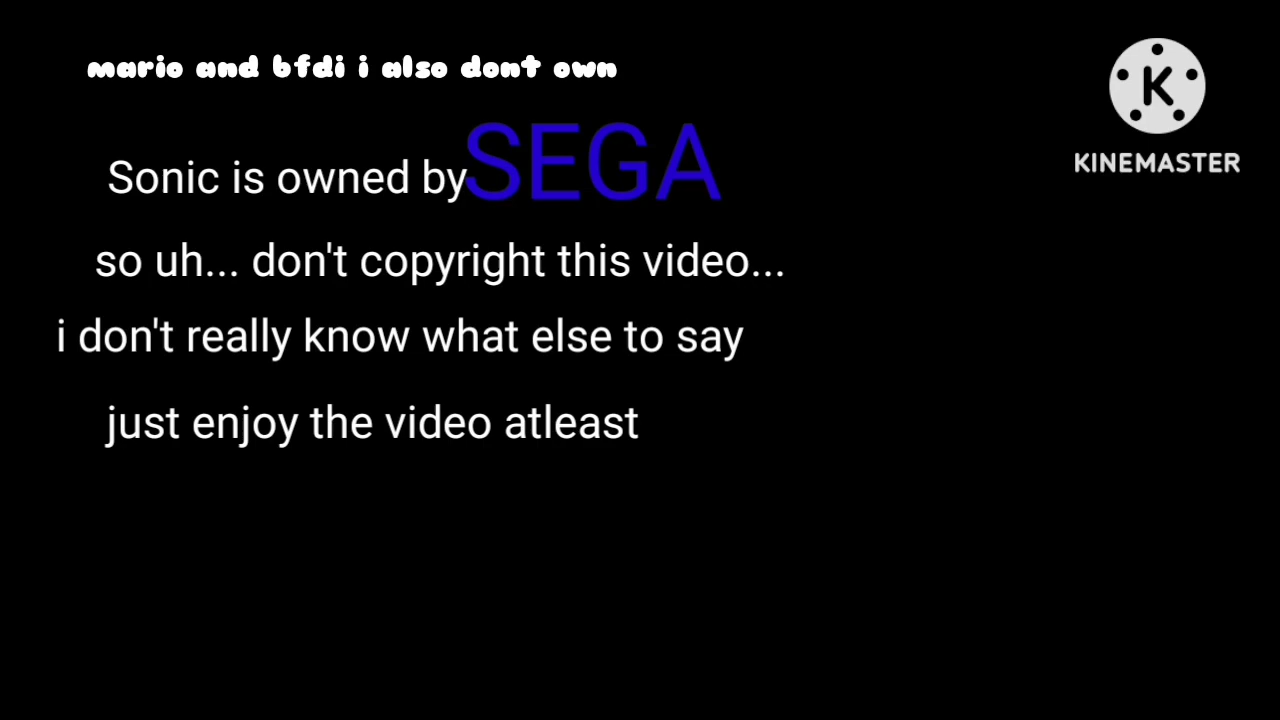 mario and bfdi i also dont own
Sonic is owned by SEGA
so uh... don't copyright this video...
i don't really know what else to say
just enjoy the video atleast
K
KINEMASTER